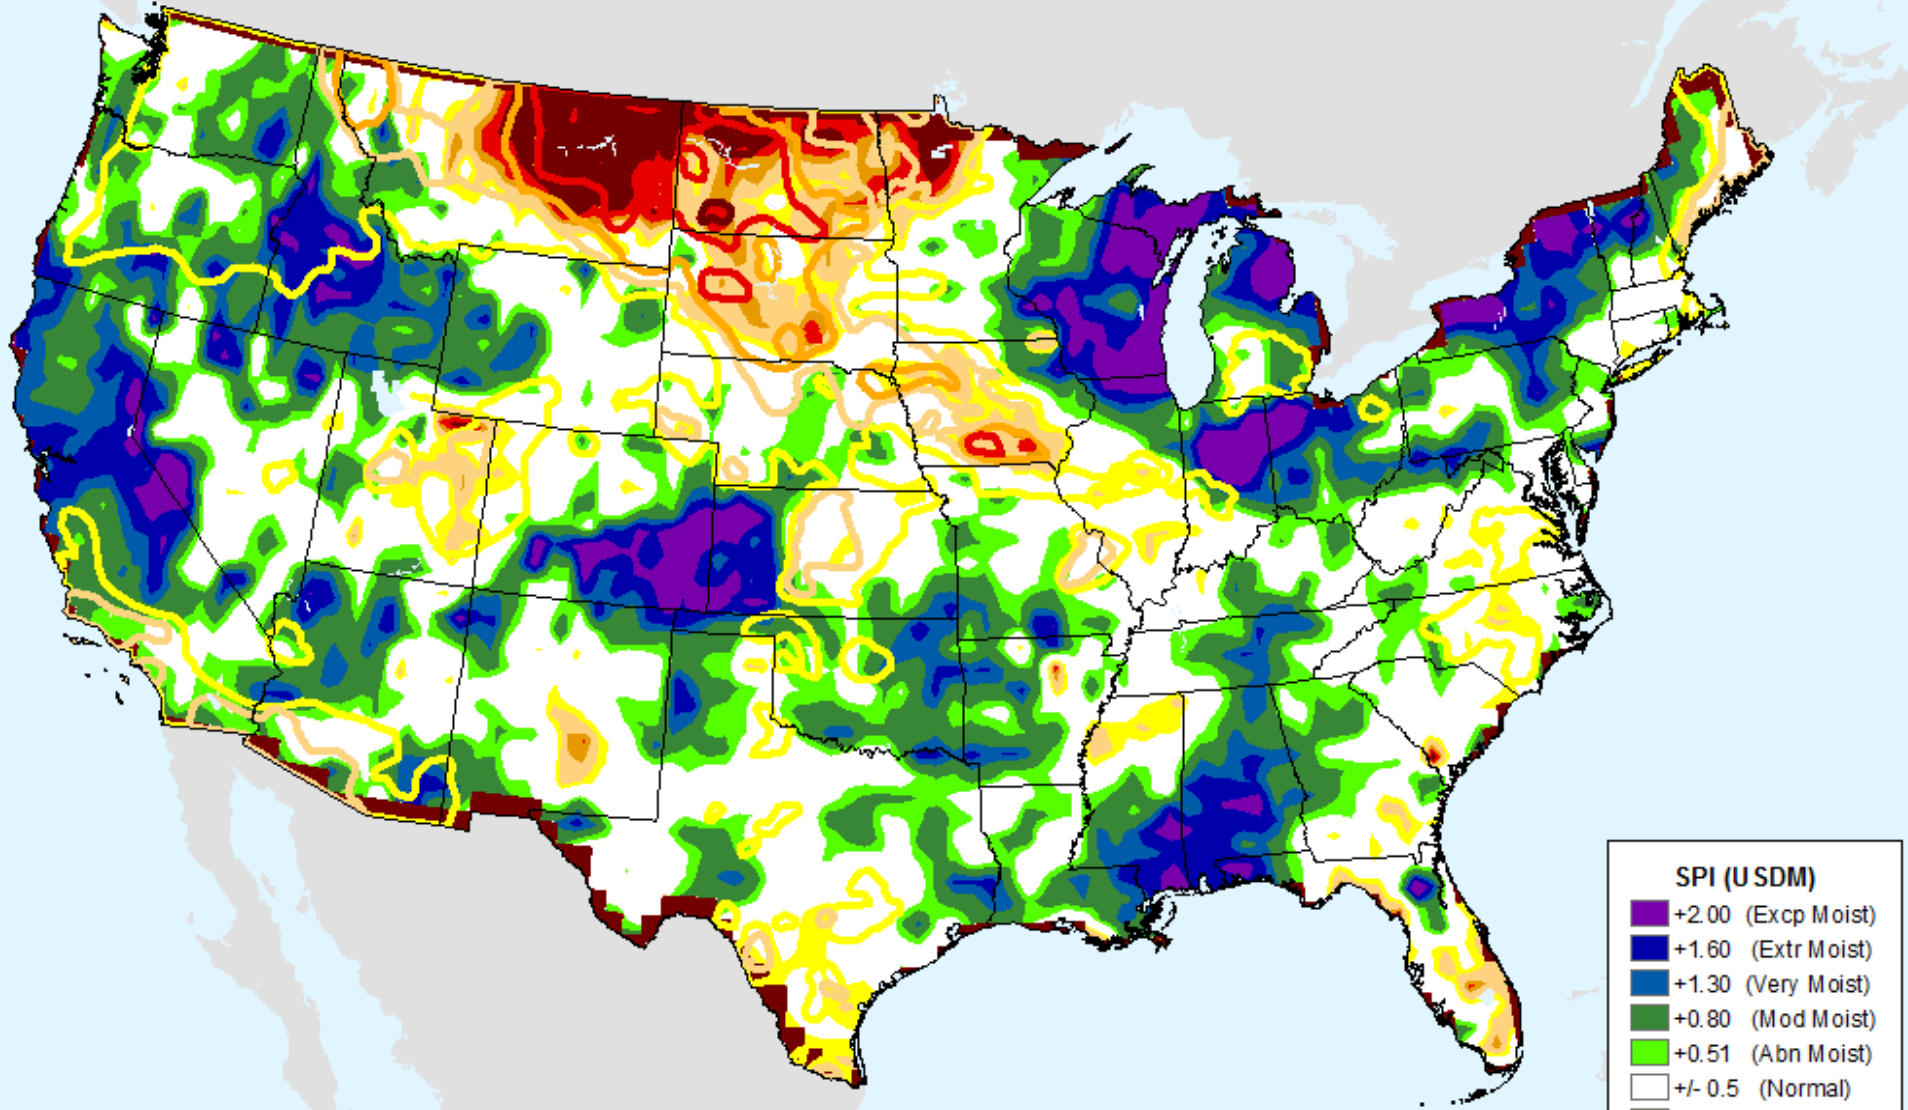 SPI (USDM)
+2.00 (Excp Moist)
+1.60 (Extr Moist)
+1.30 (Very Moist)
+0.80 (Mod Moist)
+0.51 (Abn Moist)
+/- 0.5 (Normal)